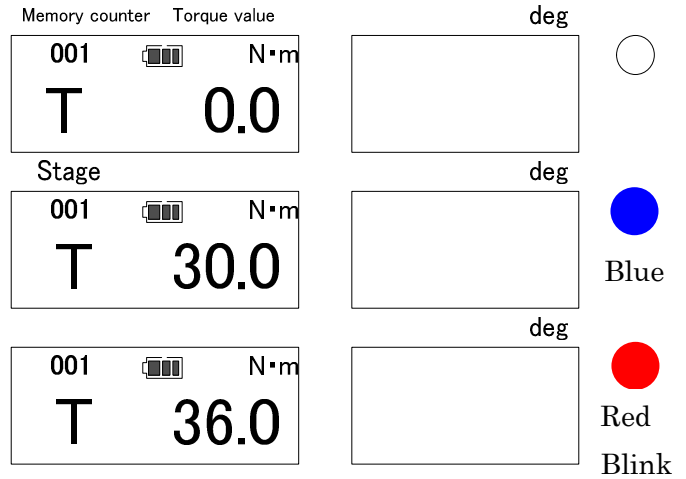 Memory counter Torque value deg
001 N▪m
T 0.0
Stage deg
001 N▪m
T 30.0
Blue
deg
001 N▪m
T 36.0
Red
Blink